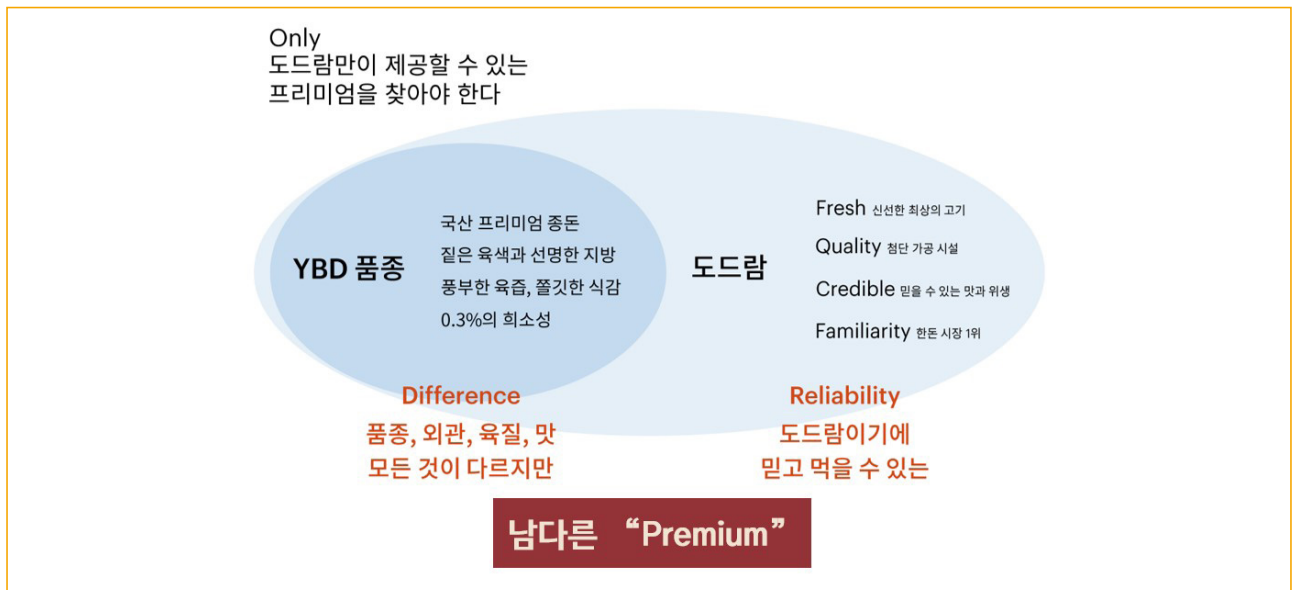 Only
도드람만이 제공할 수 있는
프리미엄을 찾아야 한다
YBD 품종
국산 프리미엄 종돈
짙은 육색과 선명한 지방
풍부한 육즙, 쫄깃한 식감
0.3%의 희소성
도드람
Fresh 신선한 최상의 고기
Quality 첨단 가공 시설
Credible 믿을 수 있는 맛과 위생
Familiarity 한돈 시장 1위
Difference
품종, 외관, 육질, 맛
모든 것이 다르지만
Reliability
도드람이기에
믿고 먹을 수 있는
남다른 “Premium”